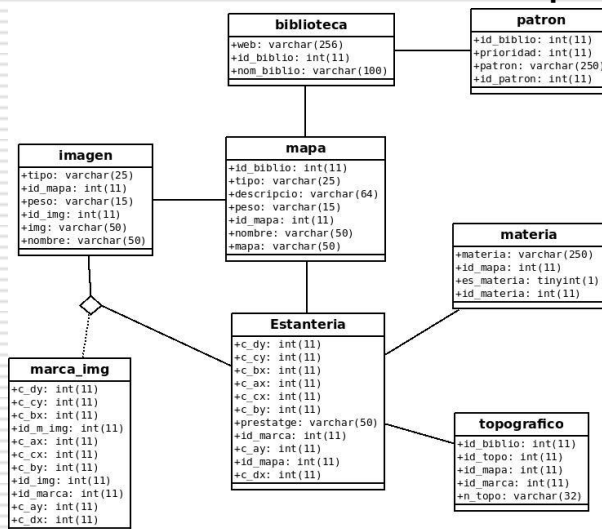 biblioteca
+web: varchar(256)
+id_biblio: int(11)
+nom_biblio: varchar(100)
patron
+id_biblio: int(11)
+prioridad: int(11)
+patron: varchar(250)
+id_patron: int(11)
imagen
+tipo: varchar(25)
+id_mapa: int(11)
+peso: varchar(15)
+id_img: int(11)
+img: varchar(50)
+nombre: varchar(50)
mapa
+id_biblio: int(11)
+tipo: varchar(25)
+descripcio: varchar(64)
+peso: varchar(15)
+id_mapa: int(11)
+nombre: varchar(50)
+mapa: varchar(50)
materia
+materia: varchar(250)
+id_mapa: int(11)
+es_materia: tinyint(1)
+id_materia: int(11)
Estanteria
+c_dy: int(11)
+c_cy: int(11)
+c_bx: int(11)
+c_ax: int(11)
+c_cx: int(11)
+c_by: int(11)
+prestatge: varchar(50)
+id_marca: int(11)
+c_ay: int(11)
+id_mapa: int(11)
+c_dx: int(11)
marca_img
+c_dy: int(11)
+c_cy: int(11)
+c_bx: int(11)
+id_m_img: int(11)
+c_ax: int(11)
+c_cx: int(11)
+c_by: int(11)
+id_img: int(11)
+id_marca: int(11)
+c_ay: int(11)
+c_dx: int(11)
topografico
+id_biblio: int(11)
+id_topo: int(11)
+id_mapa: int(11)
+id_marca: int(11)
+n_topo: varchar(32)